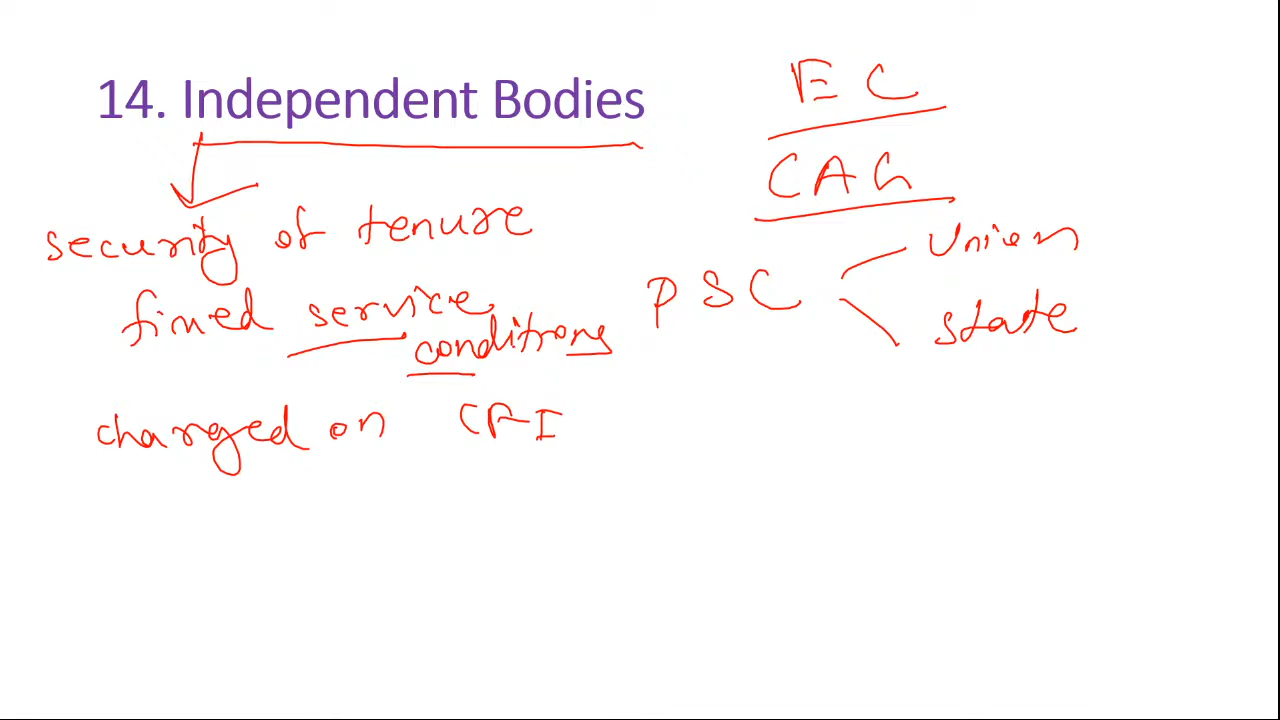 14. Independent Bodies
security of tenure
fixed service
conditions
charged on CFI
EC
CAG
PSC
Union
State